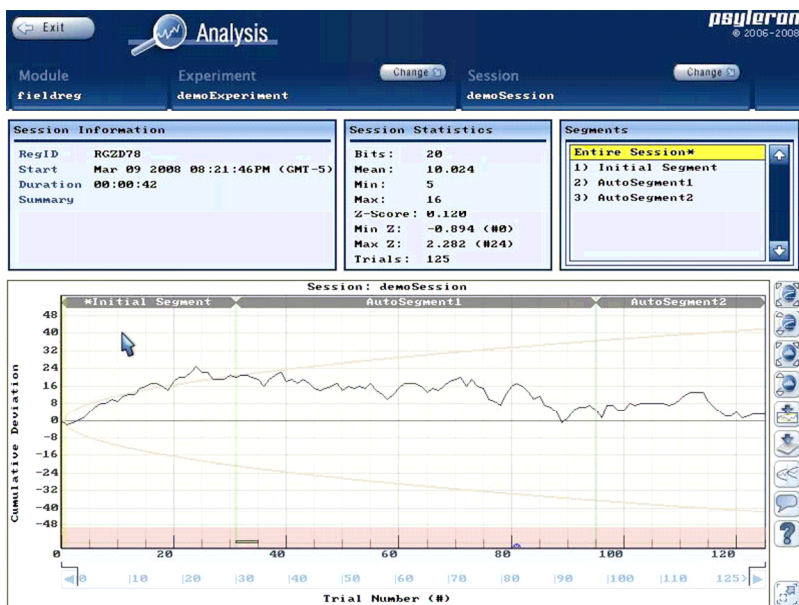 Exit
Analysis
psyleron
© 2006-2008
Module
Experiment
Change
Session
Change
fieldreg
demoExperiment
demoSession
Session Information
RegID RGZD78
Start Mar 09 2008 08:21:46PM (GMT-5)
Duration 00:00:42
Summary
Session Statistics
Bits: 20
Mean: 10.024
Min: 5
Max: 16
Z-Score: 0.120
Min Z: -0.894 (#0)
Max Z: 2.282 (#24)
Trials: 125
Segments
Entire Session*
1) Initial Segment
2) AutoSegment1
3) AutoSegment2
Session: demoSession
*Initial Segment AutoSegment1 AutoSegment2
Cumulative Deviation
48
40
32
24
16
8
0
-8
-16
-24
-32
-40
-48
0 20 40 60 80 100 120
0 |10 |20 |30 |40 |50 |60 |70 |80 |90 |100 |110 125>
Trial Number (#)
?